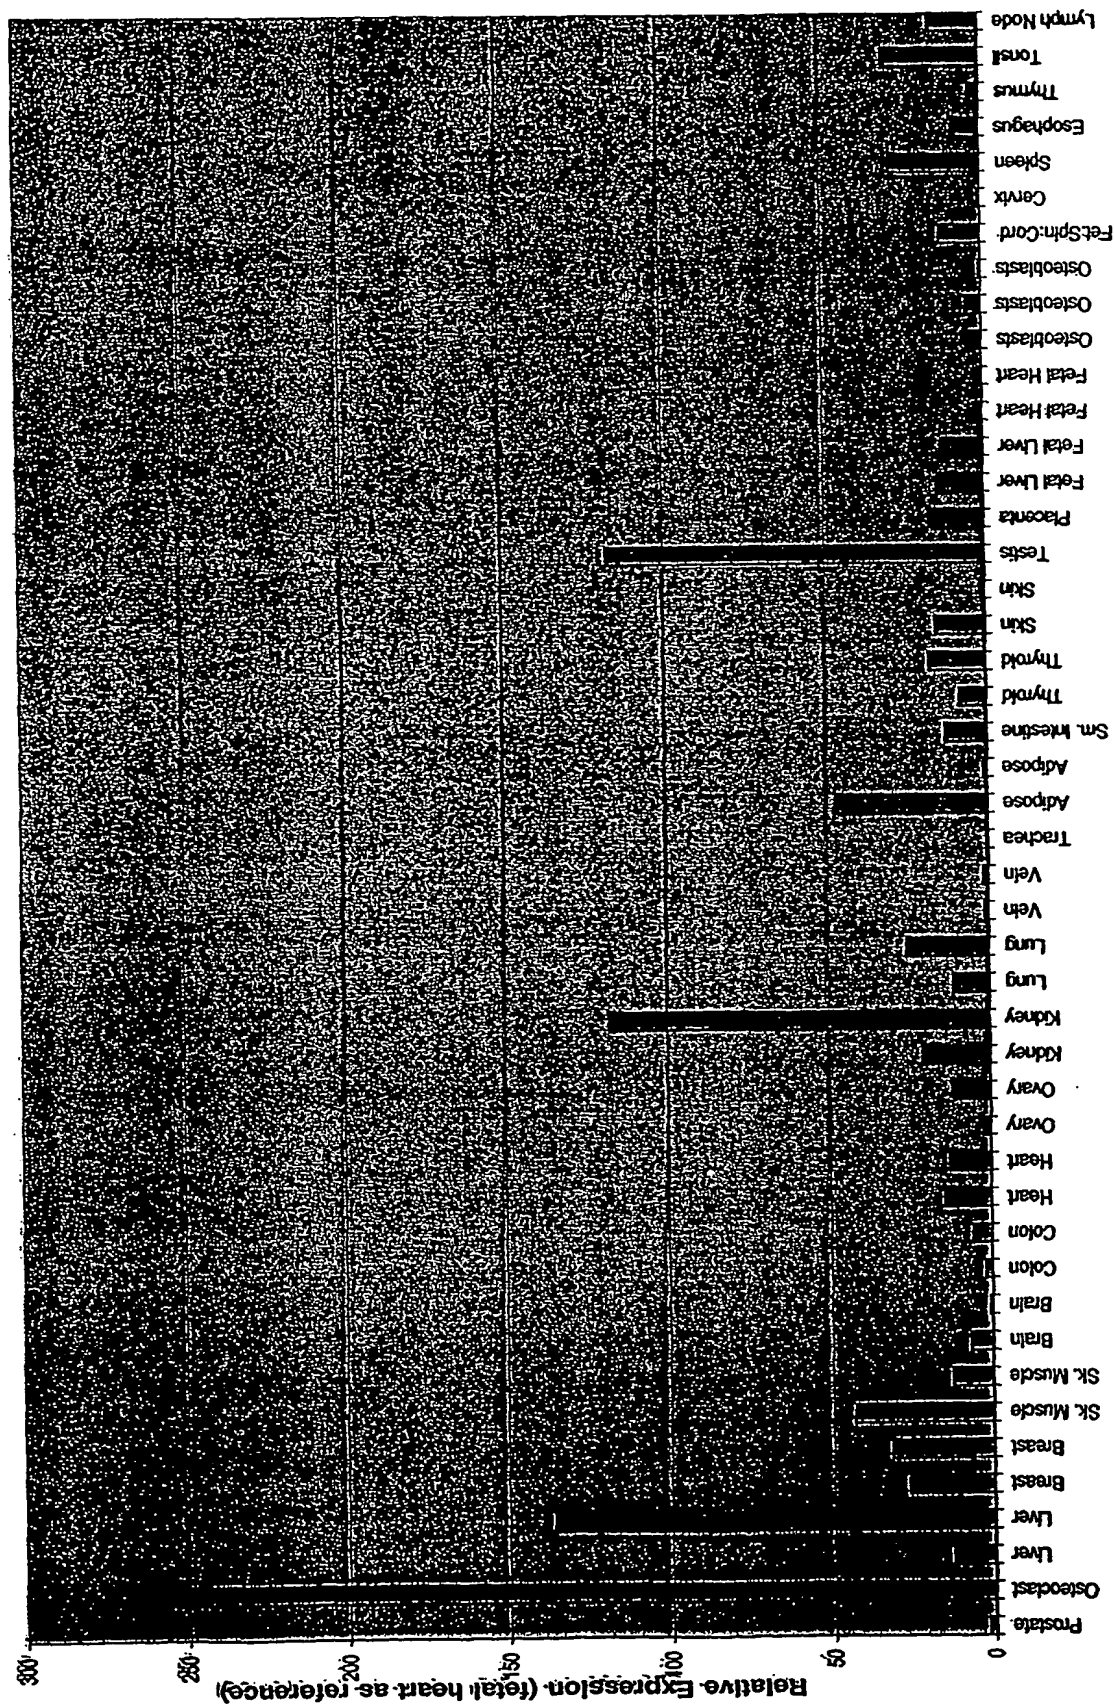 Relative Expression (fetal heart as reference)
300
250
200
150
100
50
0
Prostate
Osteoclast
Liver
Liver
Breast
Breast
Sk. Muscle
Sk. Muscle
Brain
Brain
Colon
Colon
Heart
Heart
Ovary
Ovary
Kidney
Kidney
Lung
Lung
Vein
Vein
Trachea
Adipose
Adipose
Sm. Intestine
Thyroid
Thyroid
Skin
Skin
Testis
Placenta
Fetal Liver
Fetal Liver
Fetal Heart
Fetal Heart
Osteoblasts
Osteoblasts
Osteoblasts
Fet.Spin.Cord
Cervix
Spleen
Esophagus
Thymus
Tonsil
Lymph Node